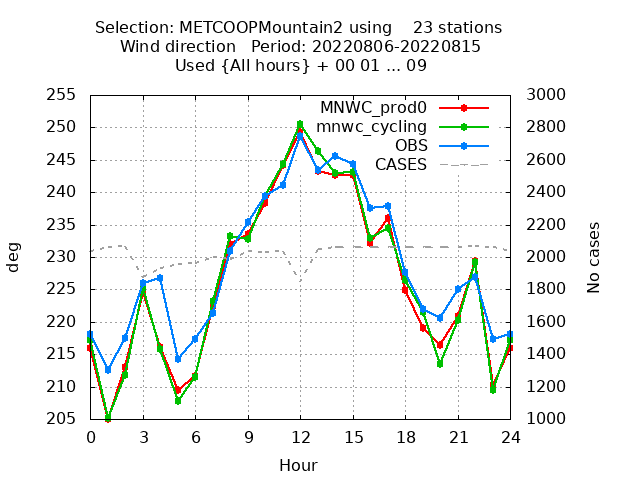 Selection: METCOOPMountain2 using    23 stations
Wind direction   Period: 20220806-20220815
Used {All hours} + 00 01 ... 09
255
250
245
240
235
230
225
220
215
210
205
deg
MNWC_prod0
mnwc_cycling
OBS
CASES
3000
2800
2600
2400
2200
2000
1800
1600
1400
1200
1000
No cases
0 3 6 9 12 15 18 21 24
Hour